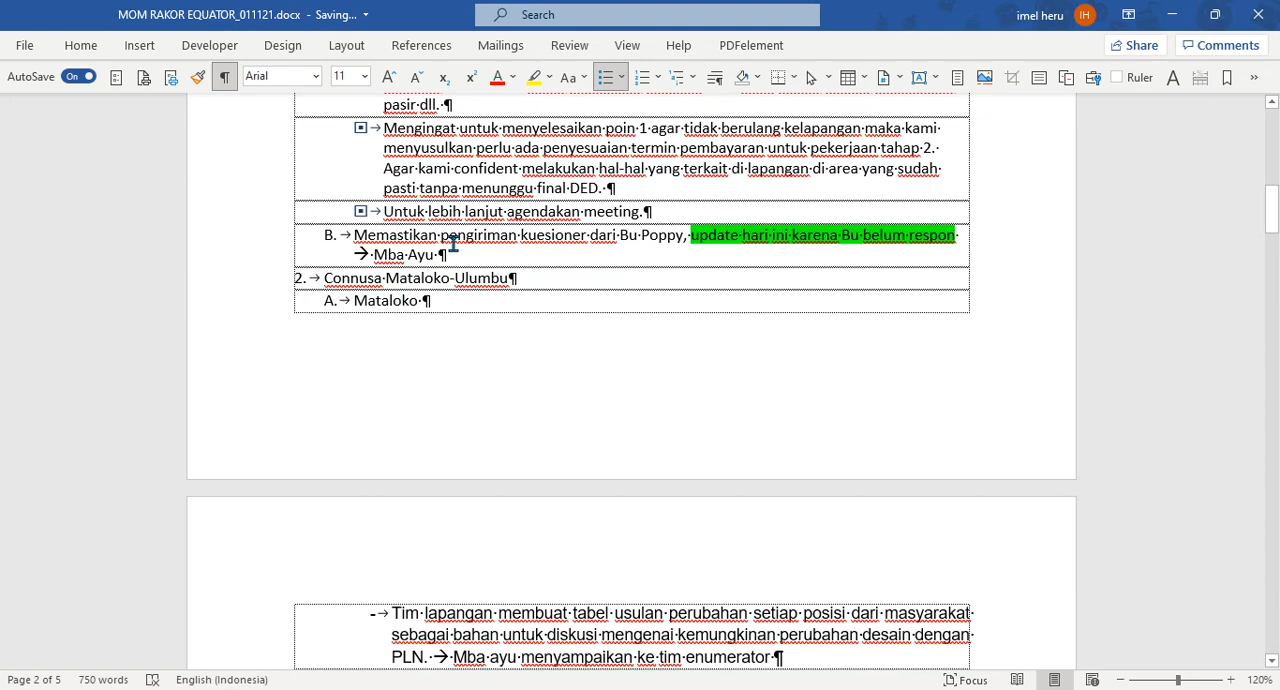 MOM RAKOR EQUATOR_011121.docx - Saving...
Search
imel heru IH
File Home Insert Developer Design Layout References Mailings Review View Help PDFelement Share Comments
AutoSave On Arial 11 Ruler
pasir dll. ¶
Mengingat untuk menyelesaikan poin 1 agar tidak berulang kelapangan maka kami
menyusulkan perlu ada penyesuaian termin pembayaran untuk pekerjaan tahap 2.
Agar kami confident melakukan hal-hal yang terkait di lapangan di area yang sudah
pasti tanpa menunggu final DED. ¶
Untuk lebih lanjut agendakan meeting.¶
B. Memastikan pengiriman kuesioner dari Bu Poppy, update hari ini karena Bu belum respon
→ Mba Ayu ¶
2. Connusa Mataloko-Ulumbu¶
A. Mataloko ¶
- Tim lapangan membuat tabel usulan perubahan setiap posisi dari masyarakat
sebagai bahan untuk diskusi mengenai kemungkinan perubahan desain dengan
PLN. → Mba ayu menyampaikan ke tim enumerator ¶
Page 2 of 5 750 words English (Indonesia) Focus 120%